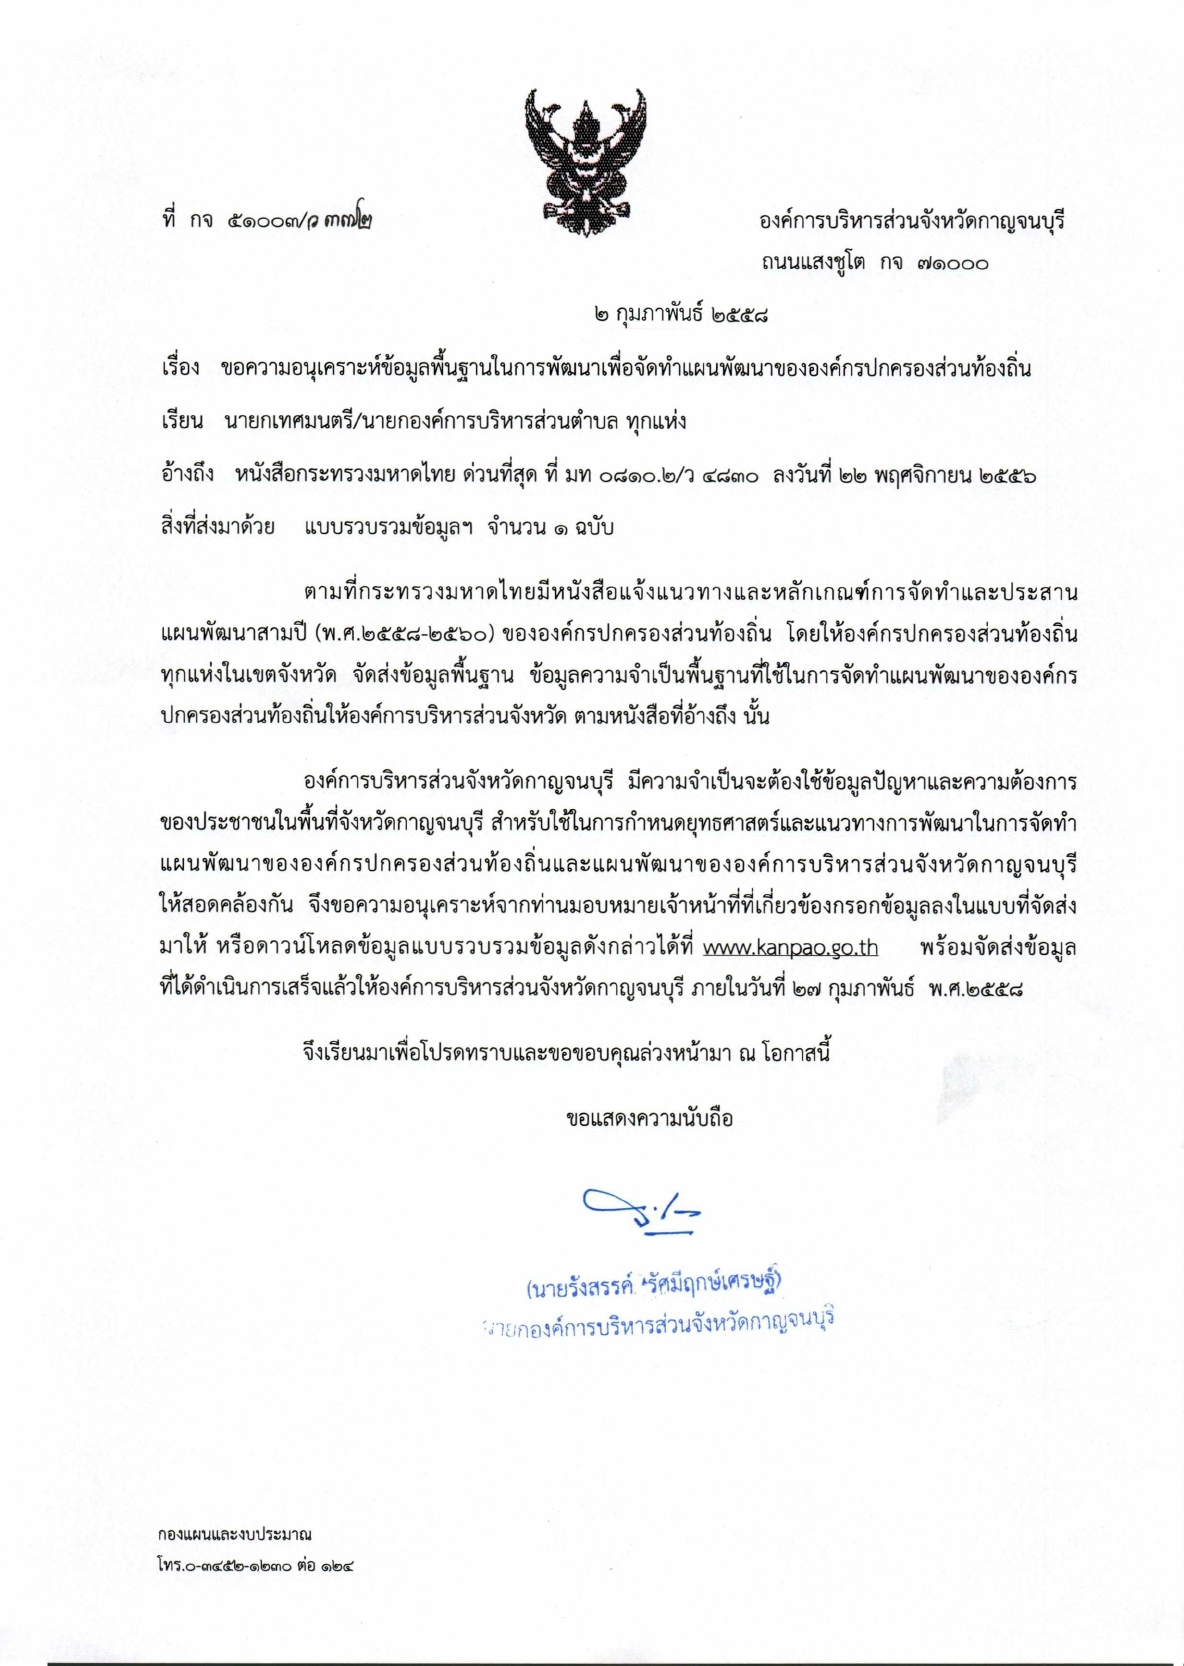 ที่ กจ ๕๑๐๐๓/ว ๓๓๗๒
องค์การบริหารส่วนจังหวัดกาญจนบุรี
ถนนแสงชูโต กจ ๗๑๐๐๐
๒ กุมภาพันธ์ ๒๕๕๘
เรื่อง ขอความอนุเคราะห์ข้อมูลพื้นฐานในการพัฒนาเพื่อจัดทำแผนพัฒนาขององค์กรปกครองส่วนท้องถิ่น
เรียน นายกเทศมนตรี/นายกองค์การบริหารส่วนตำบล ทุกแห่ง
อ้างถึง หนังสือกระทรวงมหาดไทย ด่วนที่สุด ที่ มท ๐๘๑๐.๒/ว ๔๘๓๐ ลงวันที่ ๒๒ พฤศจิกายน ๒๕๕๖
สิ่งที่ส่งมาด้วย แบบรวบรวมข้อมูลฯ จำนวน ๑ ฉบับ
ตามที่กระทรวงมหาดไทยมีหนังสือแจ้งแนวทางและหลักเกณฑ์การจัดทำและประสาน
แผนพัฒนาสามปี (พ.ศ.๒๕๕๘-๒๕๖๐) ขององค์กรปกครองส่วนท้องถิ่น โดยให้องค์กรปกครองส่วนท้องถิ่น
ทุกแห่งในเขตจังหวัด จัดส่งข้อมูลพื้นฐาน ข้อมูลความจำเป็นพื้นฐานที่ใช้ในการจัดทำแผนพัฒนาขององค์กร
ปกครองส่วนท้องถิ่นให้องค์การบริหารส่วนจังหวัด ตามหนังสือที่อ้างถึง นั้น
องค์การบริหารส่วนจังหวัดกาญจนบุรี มีความจำเป็นจะต้องใช้ข้อมูลปัญหาและความต้องการ
ของประชาชนในพื้นที่จังหวัดกาญจนบุรี สำหรับใช้ในการกำหนดยุทธศาสตร์และแนวทางการพัฒนาในการจัดทำ
แผนพัฒนาขององค์กรปกครองส่วนท้องถิ่นและแผนพัฒนาขององค์การบริหารส่วนจังหวัดกาญจนบุรี
ให้สอดคล้องกัน จึงขอความอนุเคราะห์จากท่านมอบหมายเจ้าหน้าที่ที่เกี่ยวข้องกรอกข้อมูลลงในแบบที่จัดส่ง
มาให้ หรือดาวน์โหลดข้อมูลแบบรวบรวมข้อมูลดังกล่าวได้ที่ www.kanpao.go.th พร้อมจัดส่งข้อมูล
ที่ได้ดำเนินการเสร็จแล้วให้องค์การบริหารส่วนจังหวัดกาญจนบุรี ภายในวันที่ ๒๗ กุมภาพันธ์ พ.ศ.๒๕๕๘
จึงเรียนมาเพื่อโปรดทราบและขอขอบคุณล่วงหน้ามา ณ โอกาสนี้
ขอแสดงความนับถือ
(นายรังสรรค์ รัศมีฤกษ์เศรษฐ์)
นายกองค์การบริหารส่วนจังหวัดกาญจนบุรี
กองแผนและงบประมาณ
โทร.๐-๓๔๕๒-๑๒๓๐ ต่อ ๑๒๔